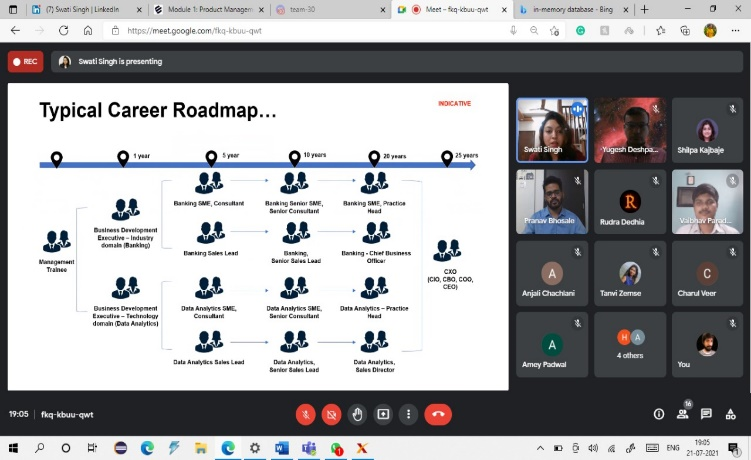 (7) Swati Singh | LinkedIn
Module 1: Product Managem
team-30
Meet – fkq-kbuu-qwt
in-memory database - Bing
https://meet.google.com/fkq-kbuu-qwt
REC
Swati Singh is presenting
Typical Career Roadmap...
INDICATIVE
1 year
5 year
10 years
20 years
25 years
Management
Trainee
Business Development
Executive – Industry
domain (Banking)
Business Development
Executive – Technology
domain (Data Analytics)
Banking SME, Consultant
Banking Senior SME,
Senior Consultant
Banking SME, Practice
Head
Banking Sales Lead
Banking,
Senior Sales Lead
Banking - Chief Business
Officer
Data Analytics SME,
Consultant
Data Analytics SME,
Senior Consultant
Data Analytics – Practice
Head
Data Analytics Sales Lead
Data Analytics,
Senior Sales Lead
Data Analytics,
Sales Director
CXO
(CIO, CBO, COO,
CEO)
Swati Singh
Yugesh Deshpa...
Shilpa Kajbaje
Pranav Bhosale
R
Rudra Dedhia
Vaibhav Parad...
A
Anjali Chachlani
Tanvi Zemse
C
Charul Veer
A
Amey Padwal
H A
4 others
You
19:05 | fkq-kbuu-qwt
16
ENG
19:05
21-07-2021